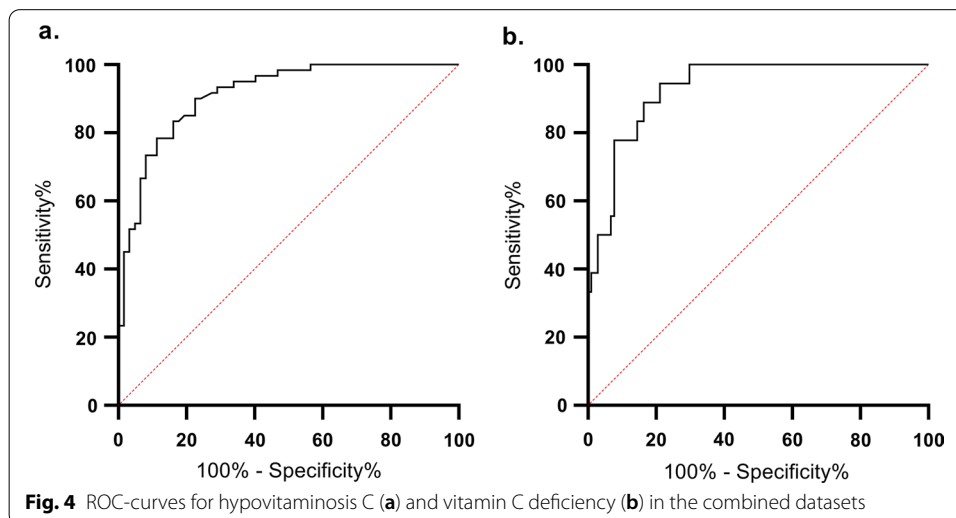 a.
100
80
60
40
20
0
Sensitivity%
0 20 40 60 80 100
100% - Specificity%
b.
100
80
60
40
20
0
Sensitivity%
0 20 40 60 80 100
100% - Specificity%
Fig. 4 ROC-curves for hypovitaminosis C (a) and vitamin C deficiency (b) in the combined datasets